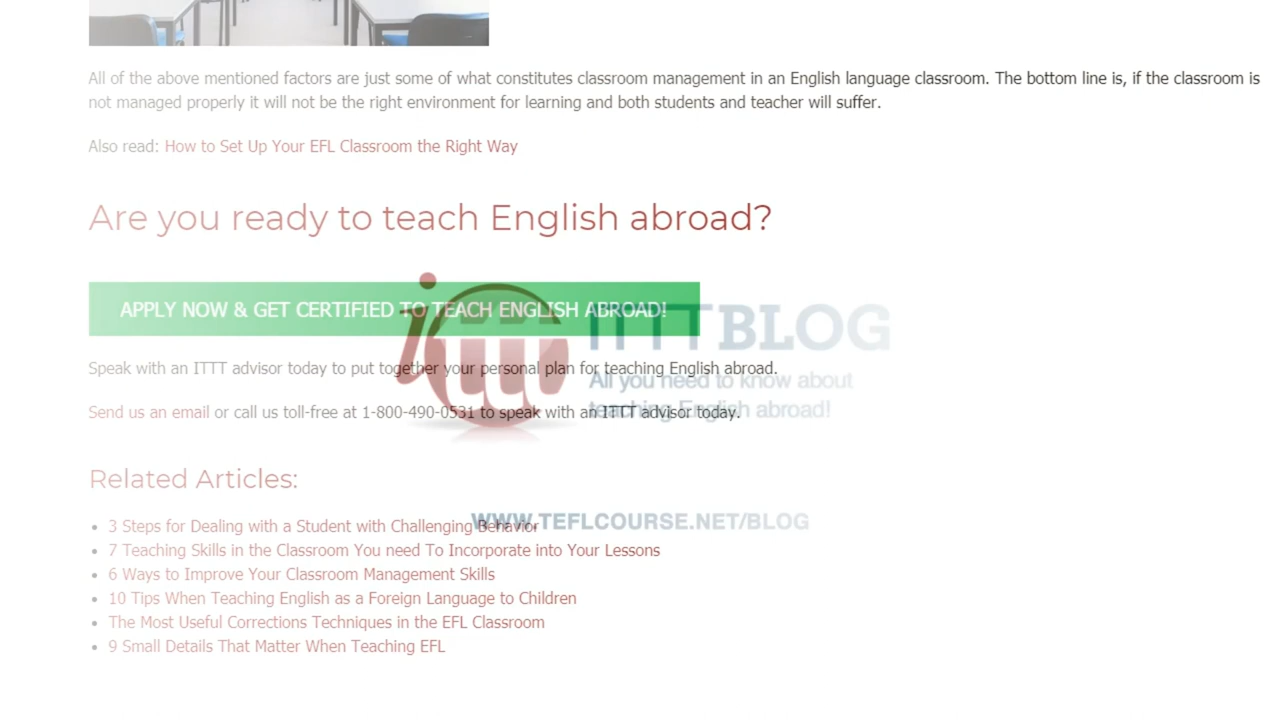 All of the above mentioned factors are just some of what constitutes classroom management in an English language classroom. The bottom line is, if the classroom is
not managed properly it will not be the right environment for learning and both students and teacher will suffer.
Also read: How to Set Up Your EFL Classroom the Right Way
Are you ready to teach English abroad?
APPLY NOW & GET CERTIFIED TO TEACH ENGLISH ABROAD!
Speak with an ITTT advisor today to put together your personal plan for teaching English abroad.
Send us an email or call us toll-free at 1-800-490-0531 to speak with an ITTT advisor today.
ittt
ITTTBLOG
All you need to know about
teaching English abroad!
WWW.TEFLCOURSE.NET/BLOG
Related Articles:
• 3 Steps for Dealing with a Student with Challenging Behavior
• 7 Teaching Skills in the Classroom You need To Incorporate into Your Lessons
• 6 Ways to Improve Your Classroom Management Skills
• 10 Tips When Teaching English as a Foreign Language to Children
• The Most Useful Corrections Techniques in the EFL Classroom
• 9 Small Details That Matter When Teaching EFL